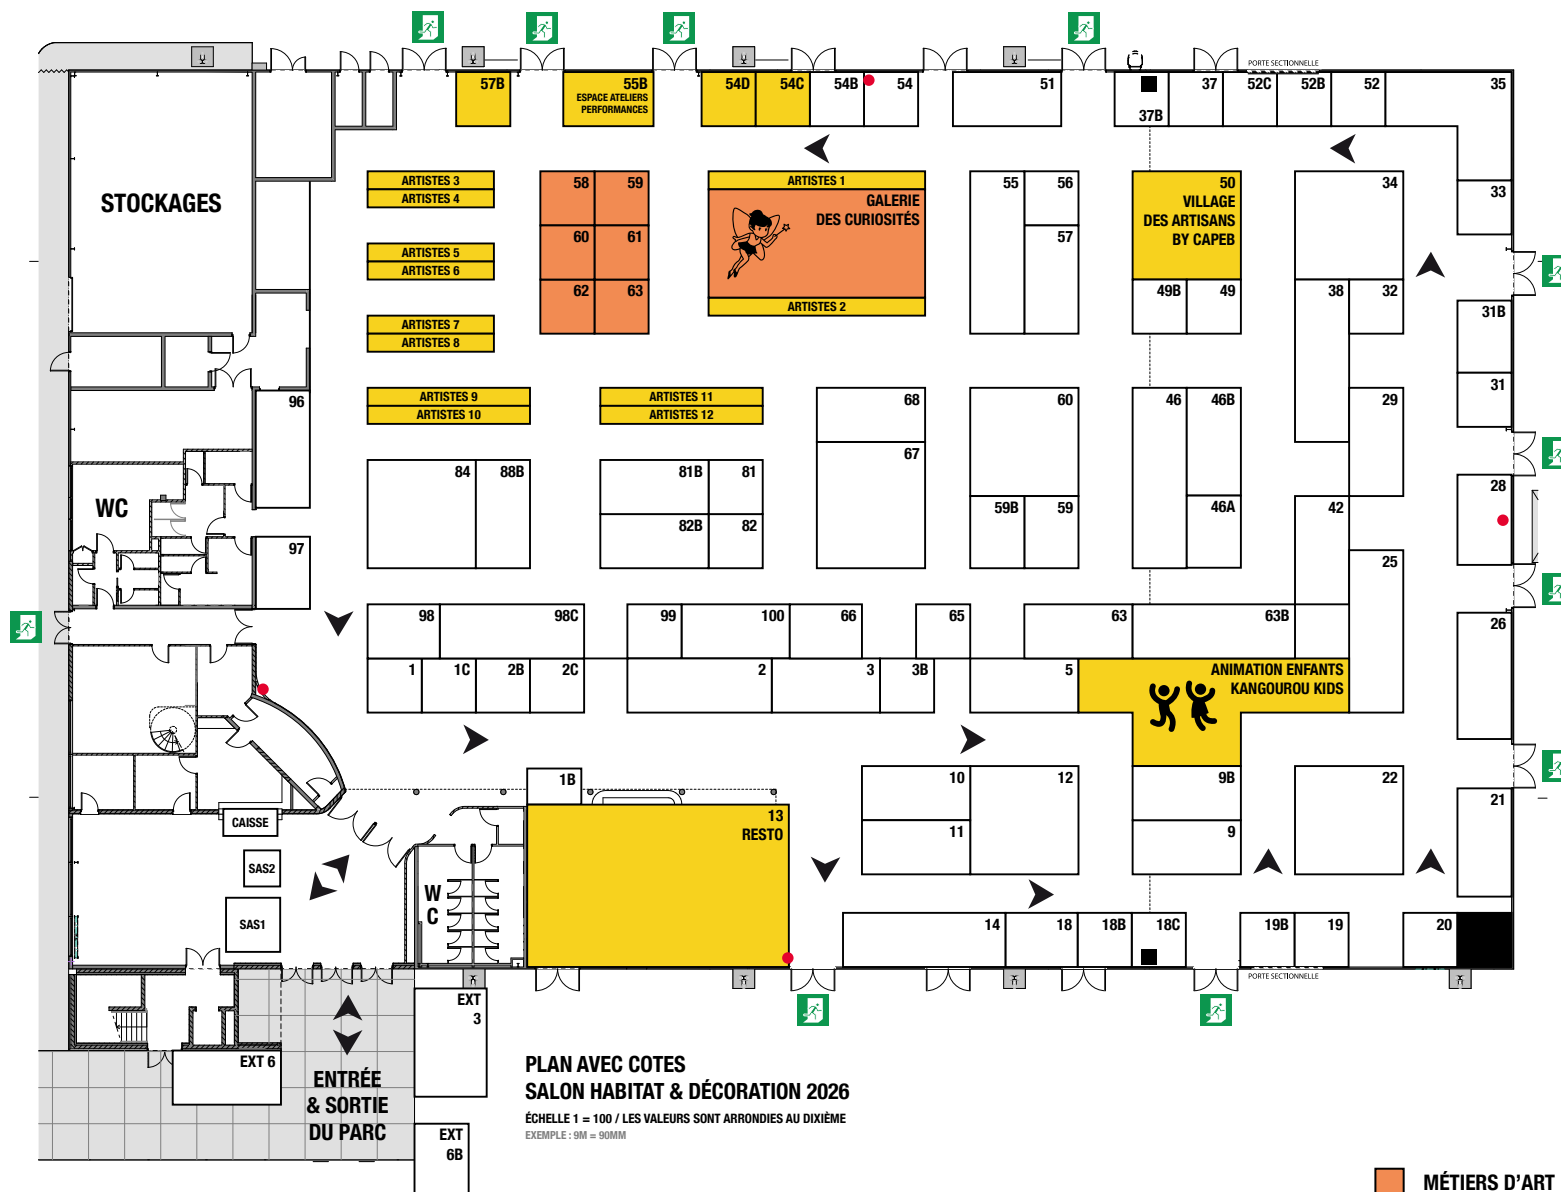 PORTE SECTIONNELLE
57B
55B
ESPACE ATELIERS
PERFORMANCES
54D
54C
54B
54
51
37B
37
52C
52B
52
35
STOCKAGES
ARTISTES 3
ARTISTES 4
58
59
ARTISTES 1
GALERIE
DES CURIOSITÉS
55
56
50
VILLAGE
DES ARTISANS
BY CAPEB
34
33
ARTISTES 5
ARTISTES 6
60
61
57
62
63
ARTISTES 2
49B
49
38
32
31B
ARTISTES 7
ARTISTES 8
31
96
ARTISTES 9
ARTISTES 10
ARTISTES 11
ARTISTES 12
68
60
46
46B
29
67
84
88B
81B
81
28
WC
59B
59
46A
42
82B
82
97
25
98
98C
99
100
66
65
63
63B
26
1
1C
2B
2C
2
3
3B
5
ANIMATION ENFANTS
KANGOUROU KIDS
1B
10
12
9B
22
21
CAISSE
13
RESTO
11
9
SAS2
W
C
SAS1
14
18
18B
18C
19B
19
20
PORTE SECTIONNELLE
EXT
3
EXT 6
ENTRÉE
& SORTIE
DU PARC
EXT
6B
PLAN AVEC COTES
SALON HABITAT & DÉCORATION 2026
ÉCHELLE 1 = 100 / LES VALEURS SONT ARRONDIES AU DIXIÈME
EXEMPLE : 9M = 90MM
MÉTIERS D'ART